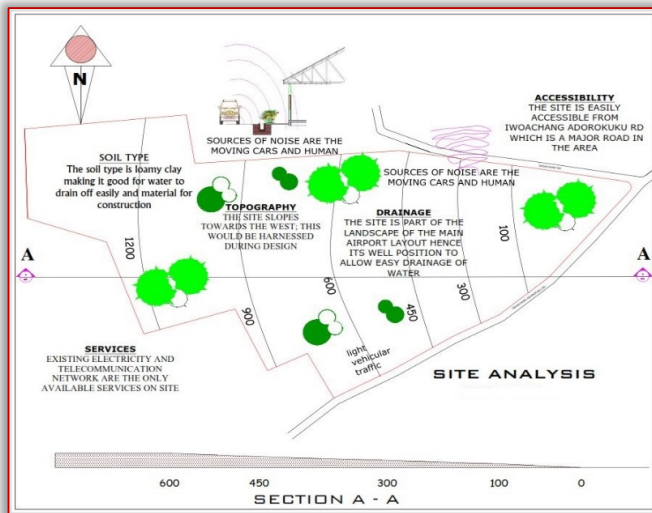 N
ACCESSIBILITY
THE SITE IS EASILY
ACCESSIBLE FROM
IWOACHANG ADOROKUKU RD
WHICH IS A MAJOR ROAD IN
THE AREA
SOURCES OF NOISE ARE THE
MOVING CARS AND HUMAN
SOIL TYPE
The soil type is loamy clay
making it good for water to
drain off easily and material for
construction
SOURCES OF NOISE ARE THE
MOVING CARS AND HUMAN
TOPOGRAPHY
THE SITE SLOPES
TOWARDS THE WEST; THIS
WOULD BE HARNESSED
DURING DESIGN
DRAINAGE
THE SITE IS PART OF THE
LANDSCAPE OF THE MAIN
AIRPORT LAYOUT HENCE
ITS WELL POSITION TO
ALLOW EASY DRAINAGE OF
WATER
A
A
1200
900
600
450
300
100
SERVICES
EXISTING ELECTRICITY AND
TELECOMMUNICATION
NETWORK ARE THE ONLY
AVAILABLE SERVICES ON SITE
light
vehicular
traffic
SITE ANALYSIS
600
450
300
100
0
SECTION A - A